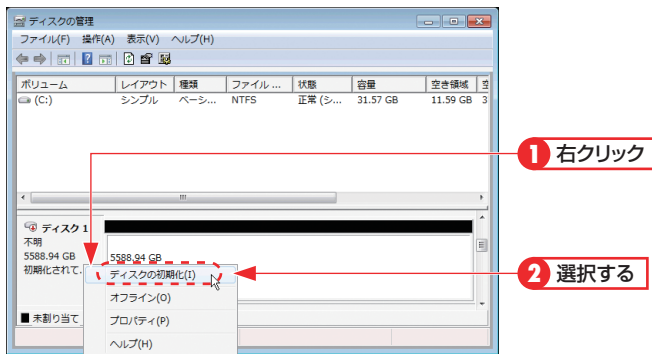 ディスクの管理
ファイル(F) 操作(A) 表示(V) ヘルプ(H)
ボリューム レイアウト 種類 ファイル ... 状態 容量 空き領域 空
(C:) シンプル ベーシ... NTFS 正常 (シ... 31.57 GB 11.59 GB 3
1 右クリック
ディスク 1
不明
5588.94 GB
初期化されて.
5588.94 GB
ディスクの初期化(I)
オフライン(O)
プロパティ(P)
ヘルプ(H)
2 選択する
未割り当て